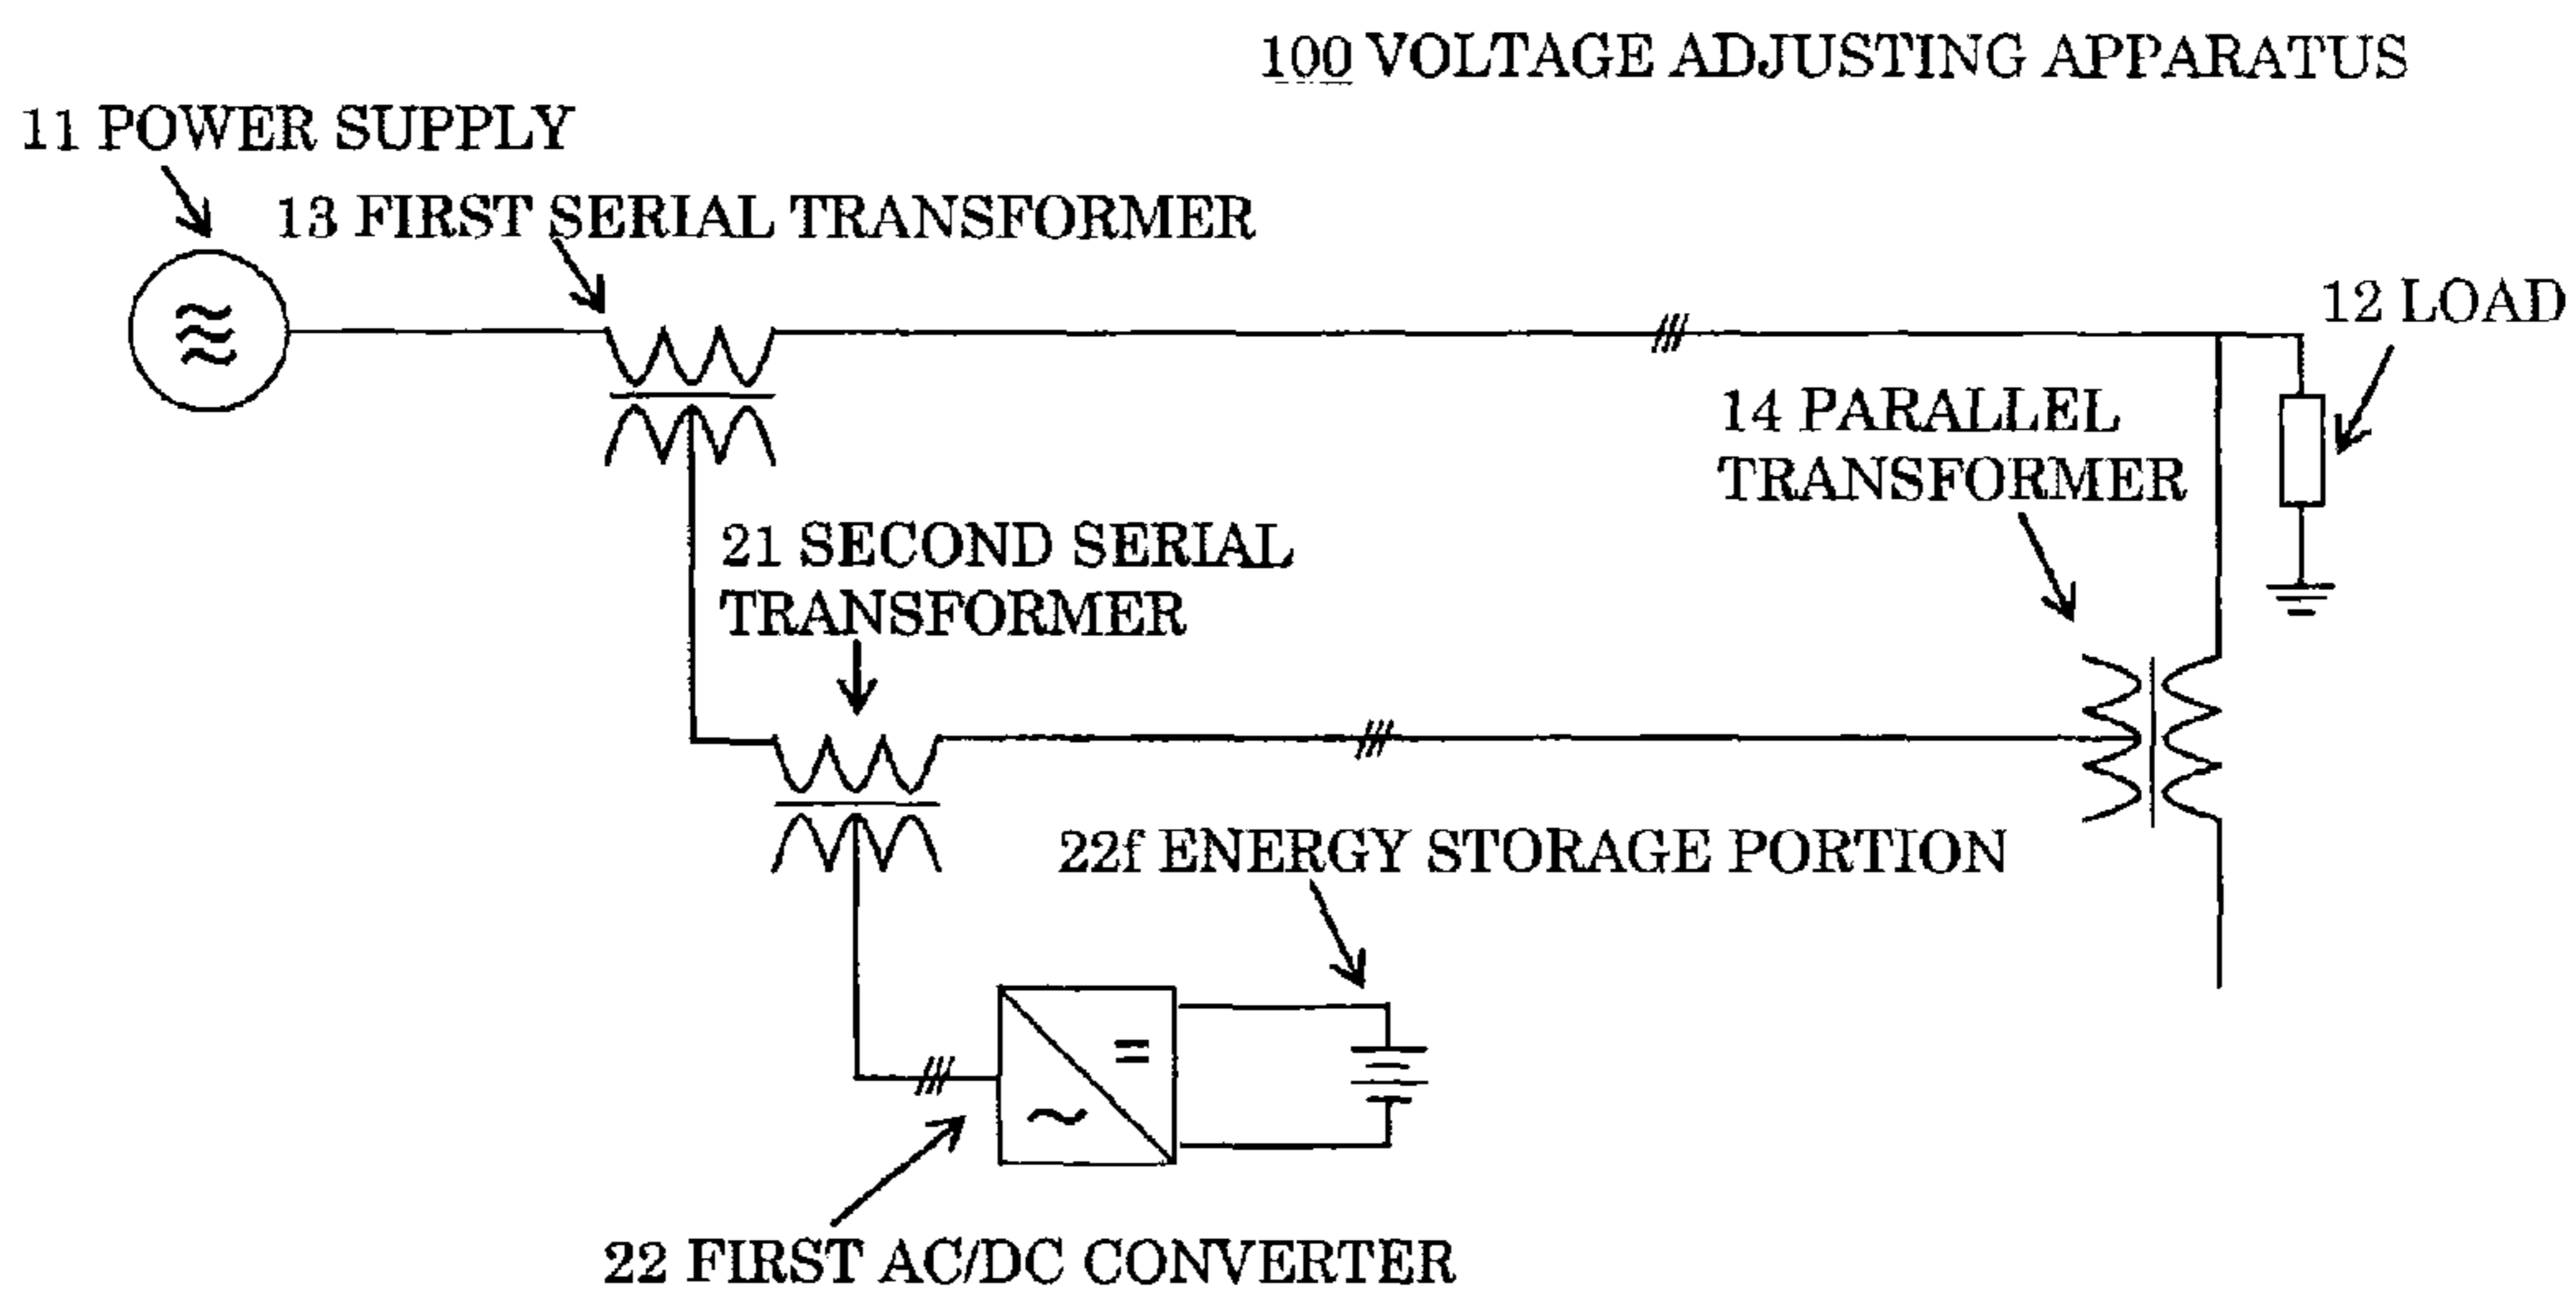 100 VOLTAGE ADJUSTING APPARATUS
11 POWER SUPPLY
13 FIRST SERIAL TRANSFORMER
12 LOAD
14 PARALLEL
TRANSFORMER
21 SECOND SERIAL
TRANSFORMER
22f ENERGY STORAGE PORTION
22 FIRST AC/DC CONVERTER